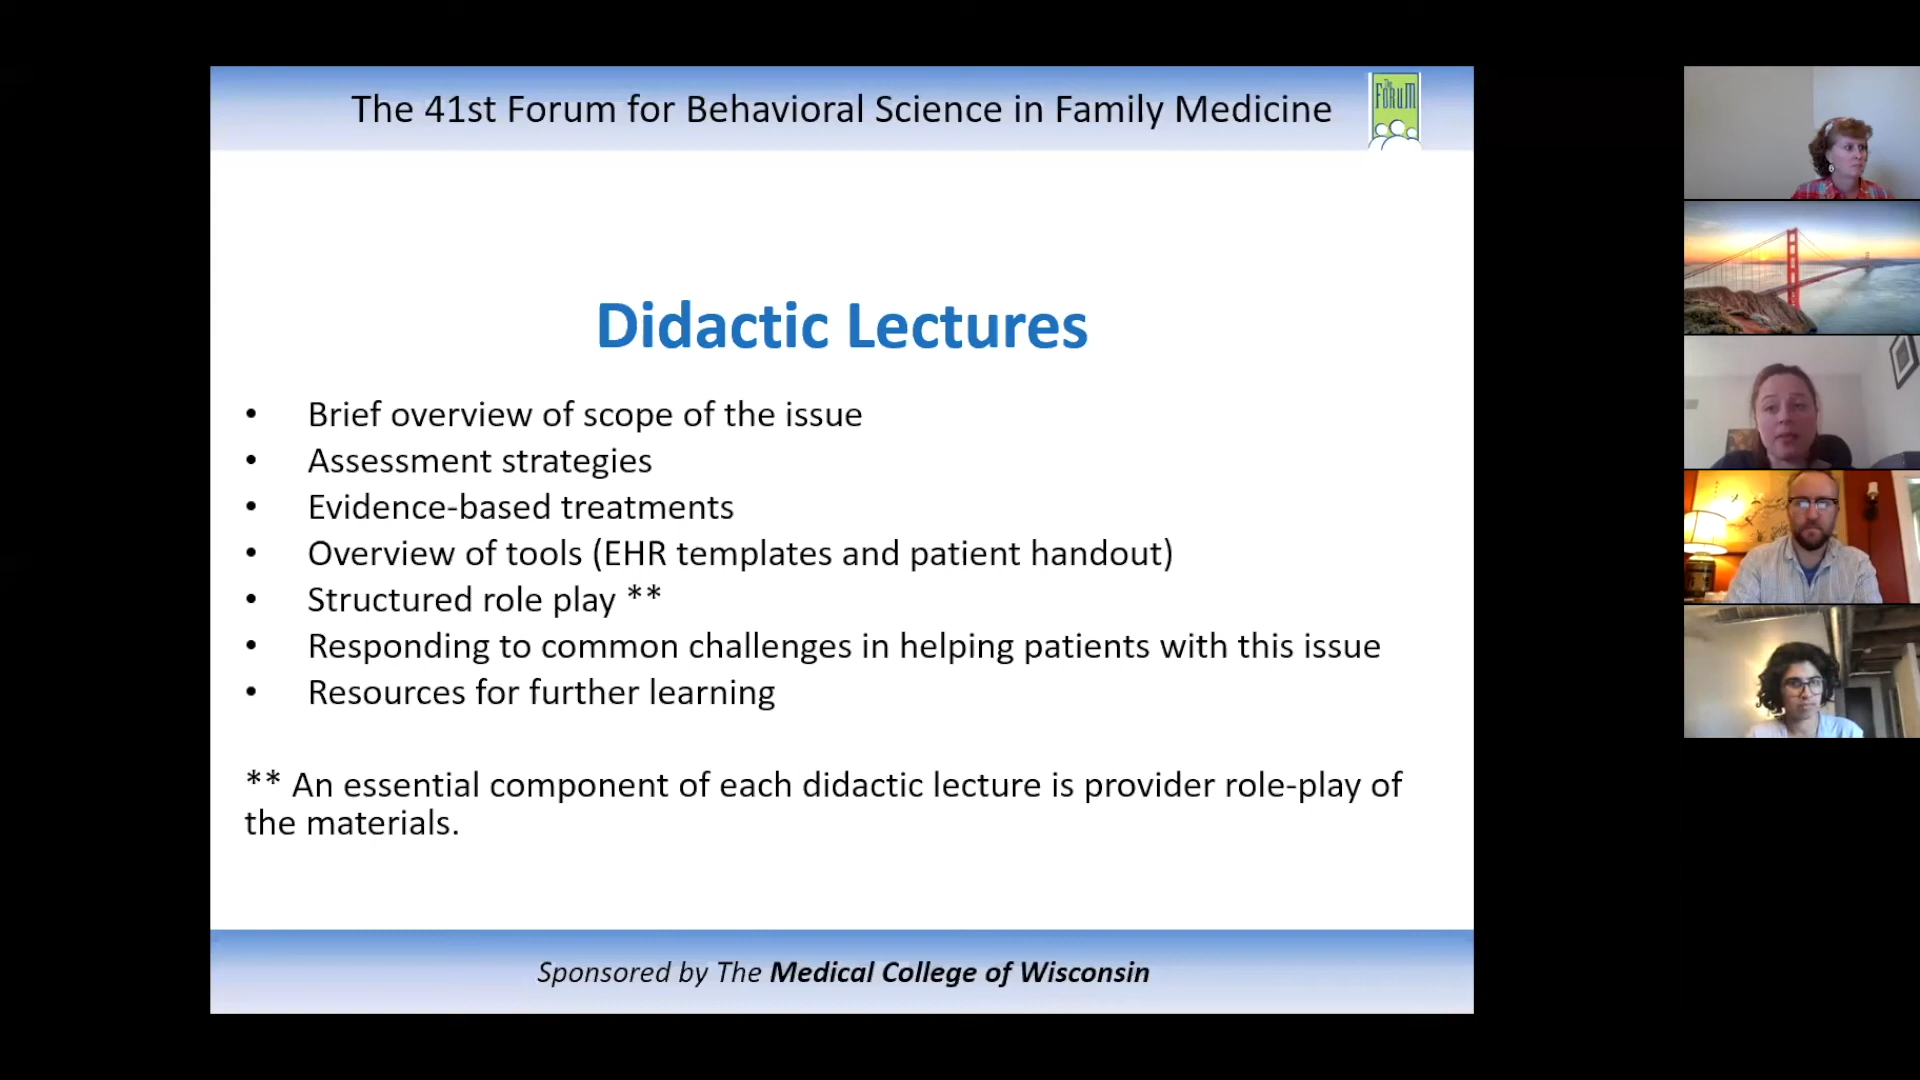 The 41st Forum for Behavioral Science in Family Medicine
The
FORUM
Didactic Lectures
• Brief overview of scope of the issue
• Assessment strategies
• Evidence-based treatments
• Overview of tools (EHR templates and patient handout)
• Structured role play **
• Responding to common challenges in helping patients with this issue
• Resources for further learning
** An essential component of each didactic lecture is provider role-play of
the materials.
Sponsored by The Medical College of Wisconsin